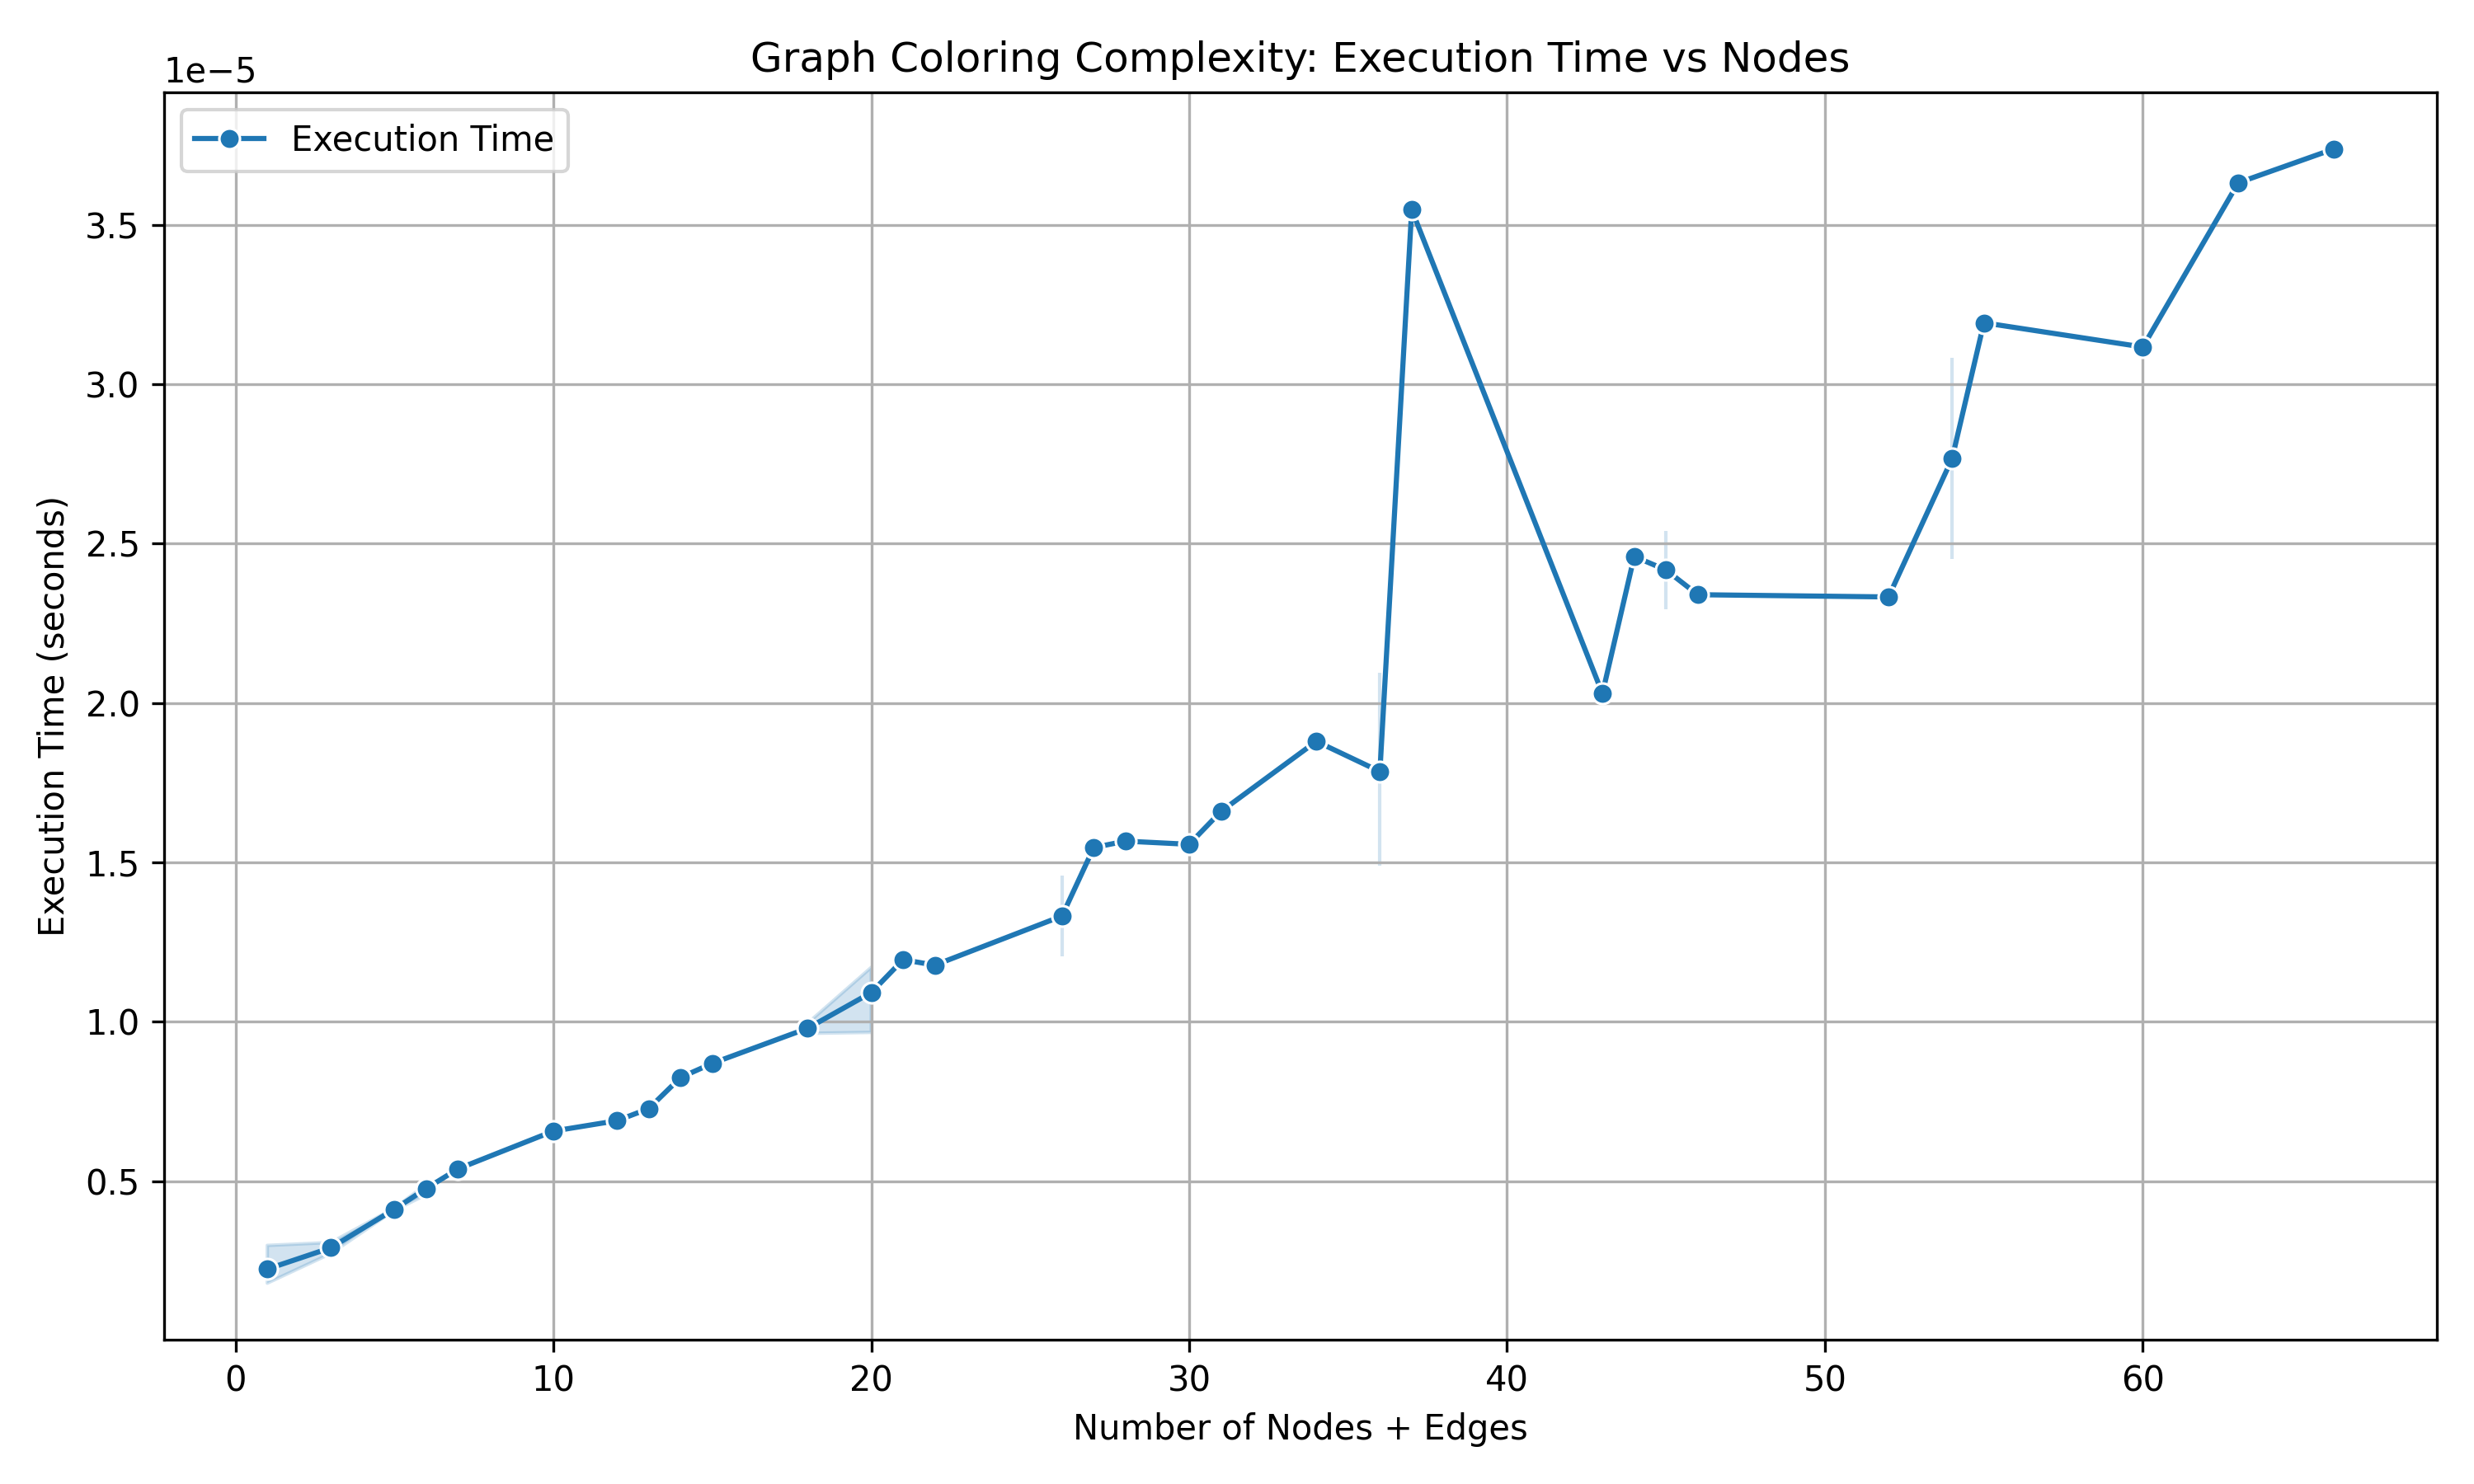 Graph Coloring Complexity: Execution Time vs Nodes
1e−5
Execution Time
3.5
3.0
2.5
2.0
1.5
1.0
0.5
Execution Time (seconds)
0 10 20 30 40 50 60
Number of Nodes + Edges